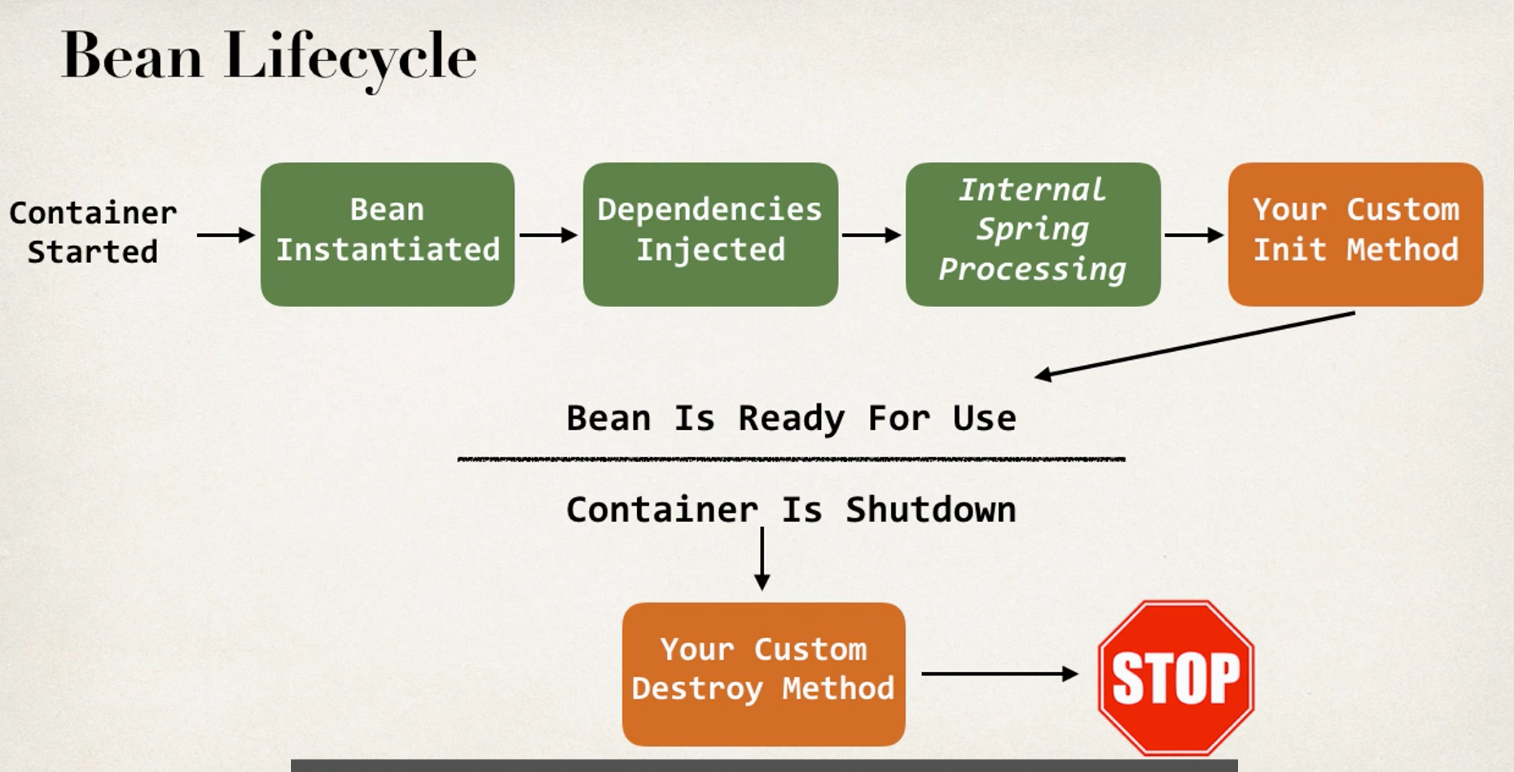 Bean Lifecycle
Container
Started
Bean
Instantiated
Dependencies
Injected
Internal
Spring
Processing
Your Custom
Init Method
Bean Is Ready For Use
Container Is Shutdown
Your Custom
Destroy Method
STOP